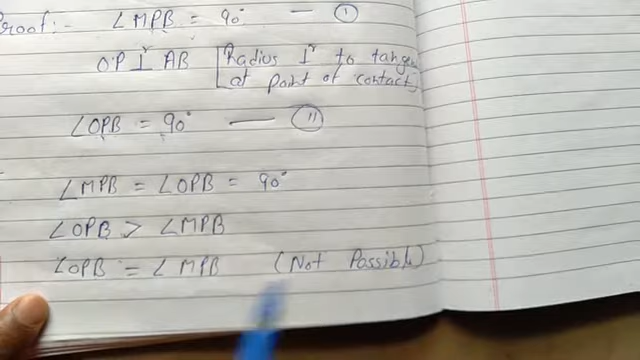 Proof:- ∠MPB = 90° — (I)
OP ⊥r AB [Radius ⊥r to tange
at point of contact]
∠OPB = 90° — (II)
∠MPB = ∠OPB = 90°
∠OPB > ∠MPB
∠OPB = ∠MPB (Not Possible)